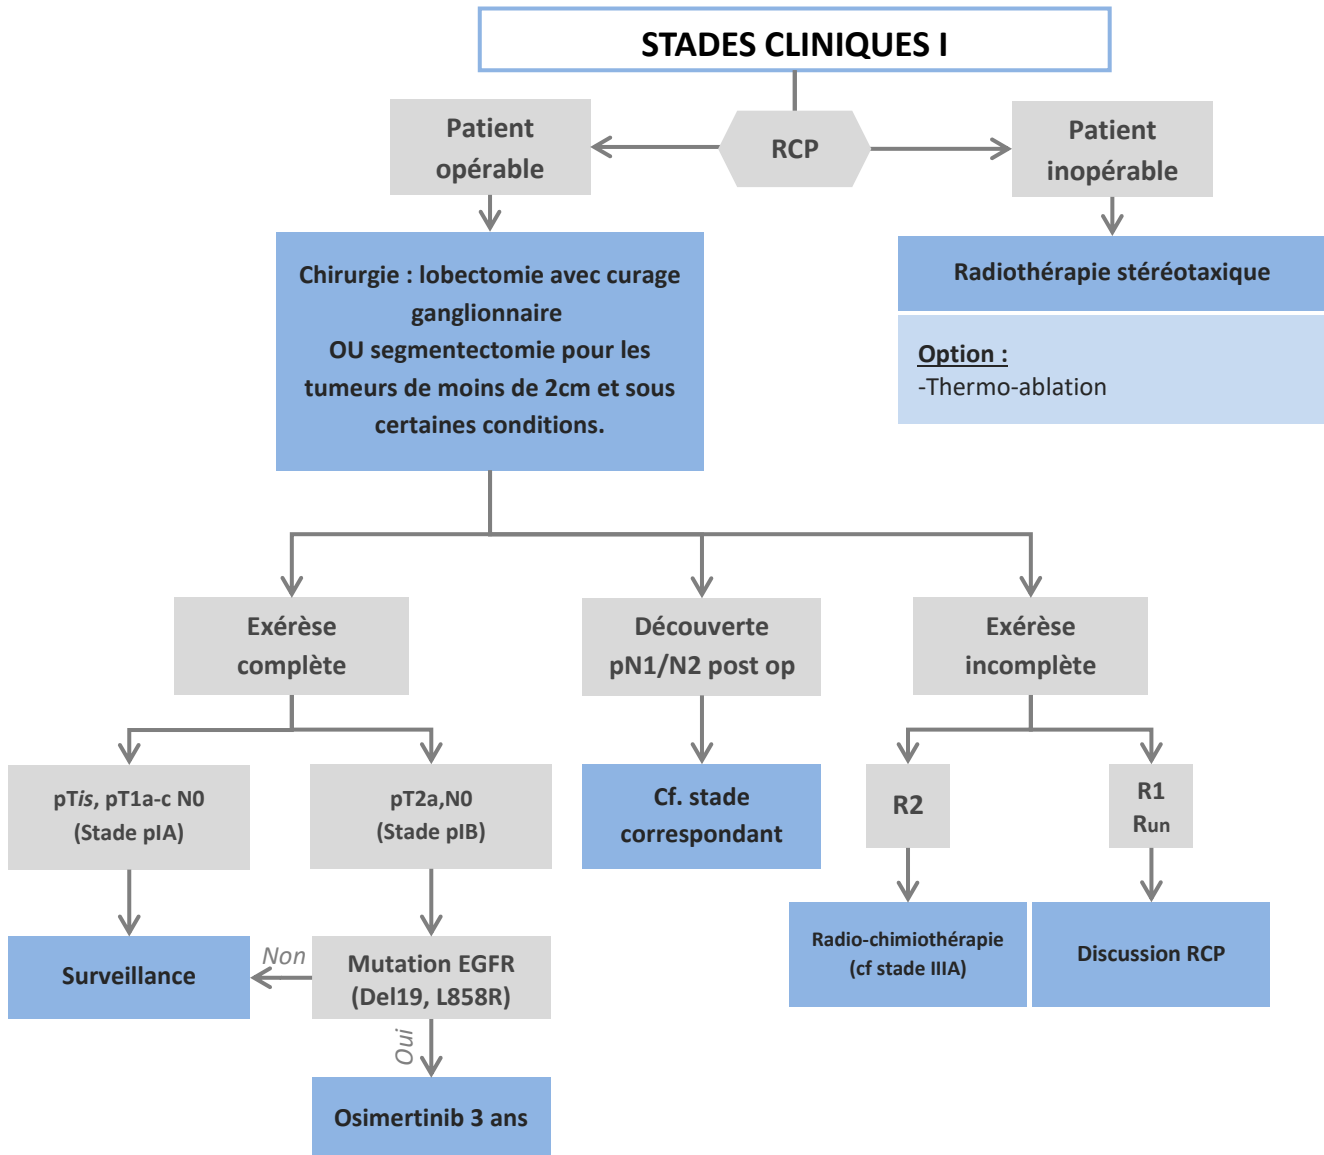 STADES CLINIQUES I
Patient
opérable
RCP
Patient
inopérable
Chirurgie : lobectomie avec curage
ganglionnaire
OU segmentectomie pour les
tumeurs de moins de 2cm et sous
certaines conditions.
Radiothérapie stéréotaxique
Option :
-Thermo-ablation
Exérèse
complète
Découverte
pN1/N2 post op
Exérèse
incomplète
pTis, pT1a-c N0
(Stade pIA)
pT2a,N0
(Stade pIB)
Cf. stade
correspondant
R2
R1
Run
Surveillance
Non
Mutation EGFR
(Del19, L858R)
Radio-chimiothérapie
(cf stade IIIA)
Discussion RCP
Oui
Osimertinib 3 ans